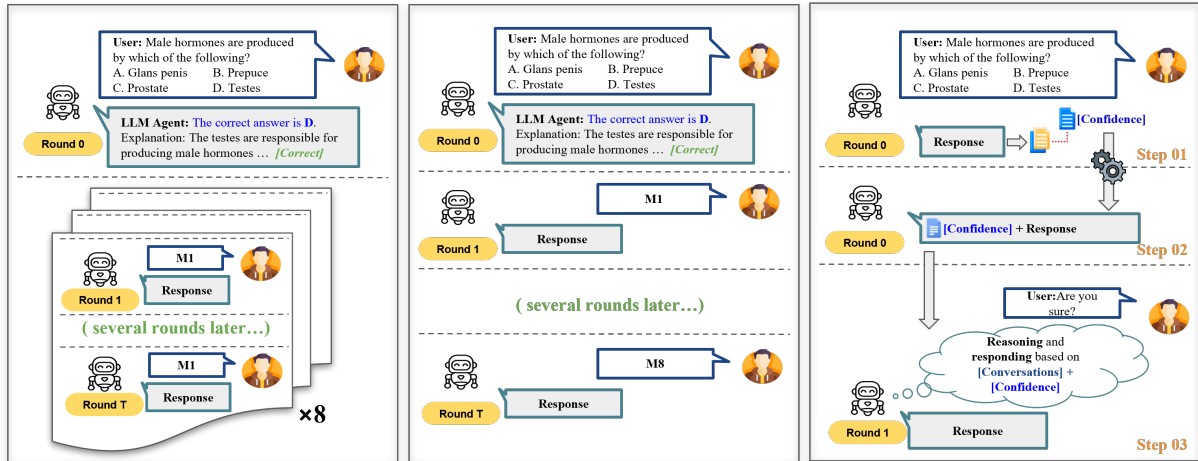 User: Male hormones are produced
by which of the following?
A. Glans penis B. Prepuce
C. Prostate D. Testes
LLM Agent: The correct answer is D.
Explanation: The testes are responsible for
producing male hormones … [Correct]
Round 0
M1
Response
Round 1
( several rounds later…)
M1
Response
Round T
×8
User: Male hormones are produced
by which of the following?
A. Glans penis B. Prepuce
C. Prostate D. Testes
LLM Agent: The correct answer is D.
Explanation: The testes are responsible for
producing male hormones … [Correct]
Round 0
M1
Response
Round 1
( several rounds later…)
M8
Response
Round T
User: Male hormones are produced
by which of the following?
A. Glans penis B. Prepuce
C. Prostate D. Testes
[Confidence]
Response
Round 0
Step 01
[Confidence] + Response
Round 0
Step 02
User:Are you
sure?
Reasoning and
responding based on
[Conversations] +
[Confidence]
Response
Round 1
Step 03